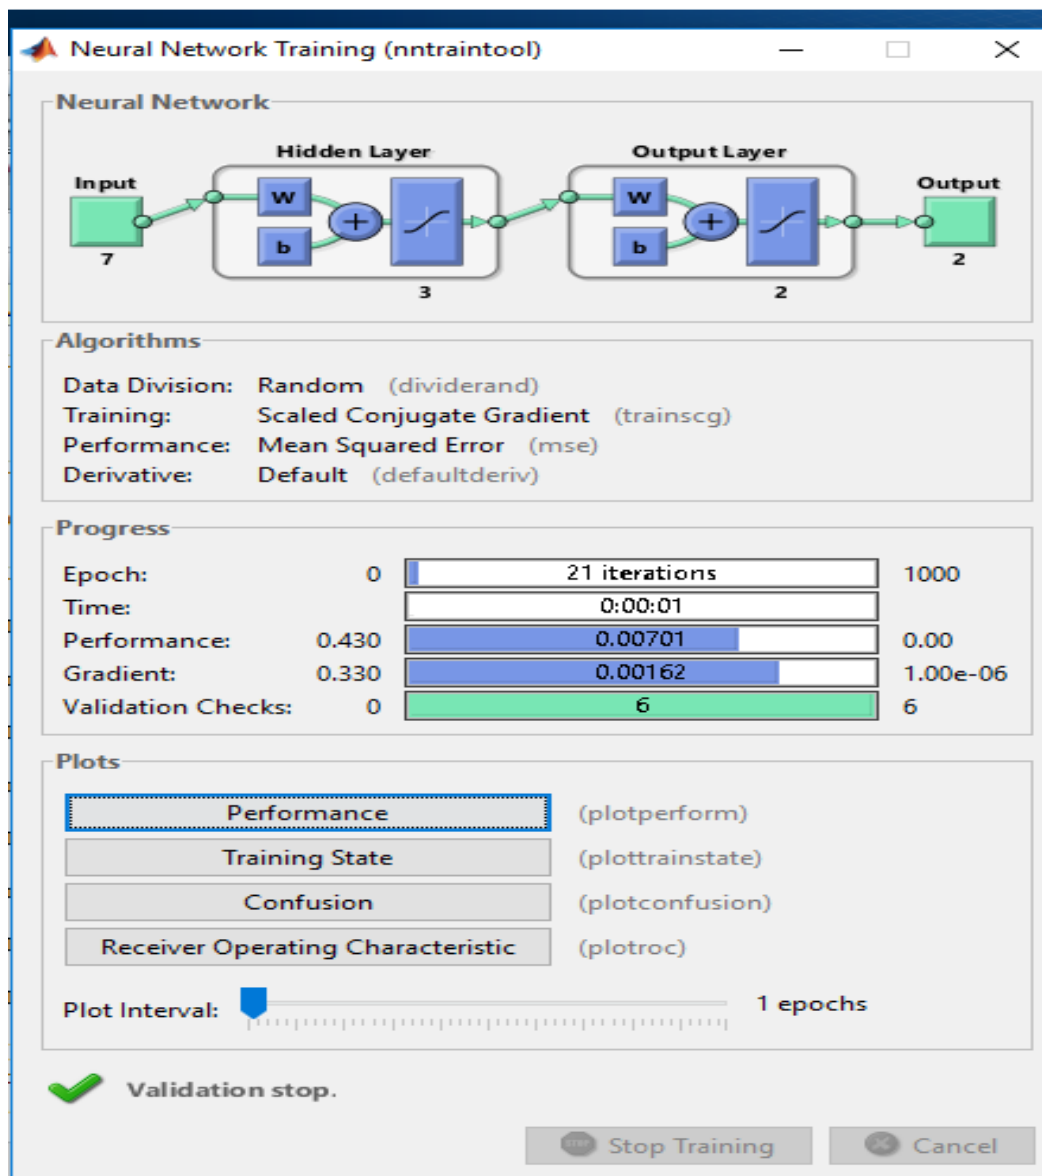 Neural Network Training (nntraintool)
Neural Network
Hidden Layer Output Layer
Input Output
W W
+ +
b b
7 2
3 2
Algorithms
Data Division: Random (dividerand)
Training: Scaled Conjugate Gradient (trainscg)
Performance: Mean Squared Error (mse)
Derivative: Default (defaultderiv)
Progress
Epoch: 0 21 iterations 1000
Time: 0:00:01
Performance: 0.430 0.00701 0.00
Gradient: 0.330 0.00162 1.00e-06
Validation Checks: 0 6 6
Plots
Performance (plotperform)
Training State (plottrainstate)
Confusion (plotconfusion)
Receiver Operating Characteristic (plotroc)
Plot Interval: 1 epochs
Validation stop.
STOP Stop Training Cancel